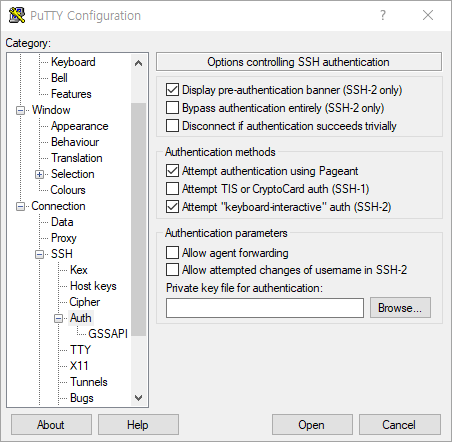 PuTTY Configuration
? ×
Category:
Keyboard
Bell
Features
Window
Appearance
Behaviour
Translation
Selection
Colours
Connection
Data
Proxy
SSH
Kex
Host keys
Cipher
Auth
GSSAPI
TTY
X11
Tunnels
Bugs
Options controlling SSH authentication
Display pre-authentication banner (SSH-2 only)
Bypass authentication entirely (SSH-2 only)
Disconnect if authentication succeeds trivially
Authentication methods
Attempt authentication using Pageant
Attempt TIS or CryptoCard auth (SSH-1)
Attempt "keyboard-interactive" auth (SSH-2)
Authentication parameters
Allow agent forwarding
Allow attempted changes of username in SSH-2
Private key file for authentication:
Browse...
About
Help
Open
Cancel